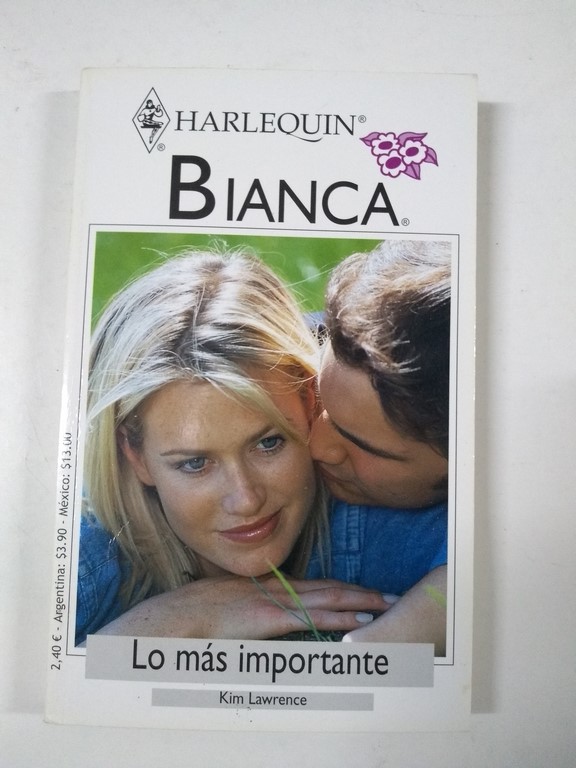 HARLEQUIN®
®
BIANCA®
2,40 € - Argentina: $3.90 - México: $13.00
Lo más importante
Kim Lawrence